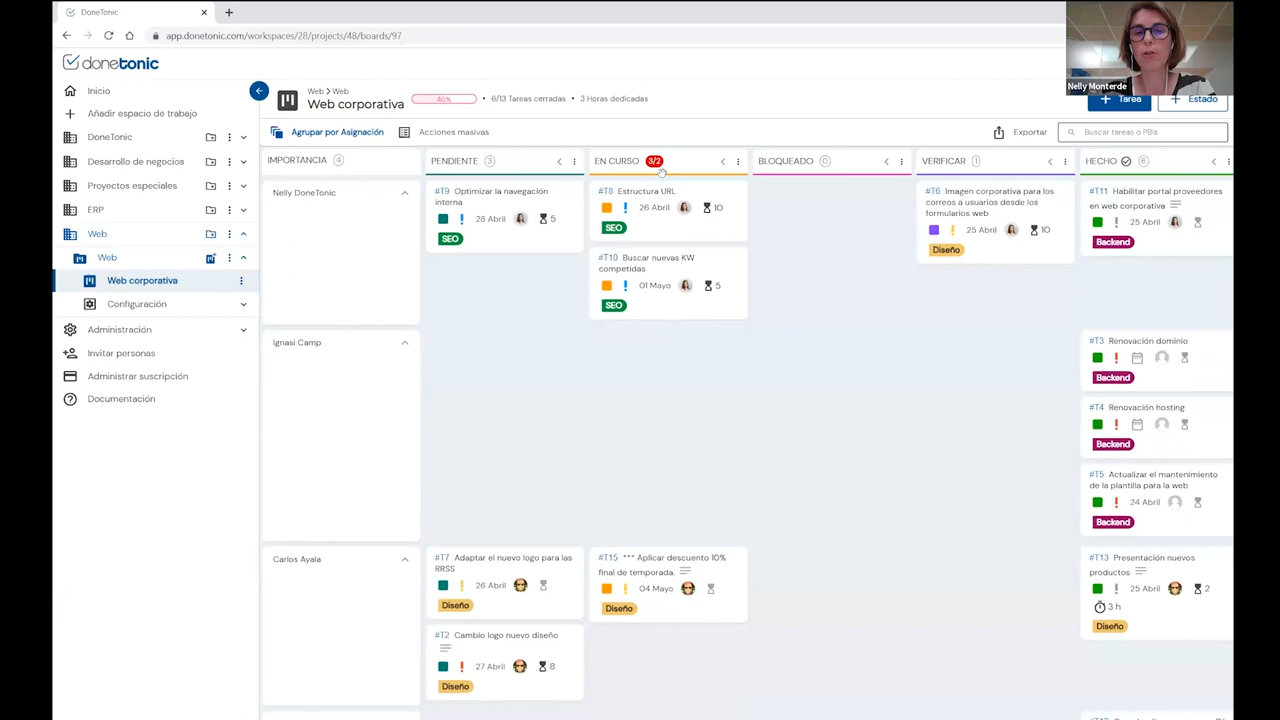 DoneTonic
app.donetonic.com/workspaces/28/projects/48/boards/97
donetonic
Inicio
Añadir espacio de trabajo
DoneTonic
Desarrollo de negocios
Proyectos especiales
ERP
Web
Web
Web corporativa
Configuración
Administración
Invitar personas
Administrar suscripción
Documentación
Web > Web
Web corporativa
46%
• 6/13 Tareas cerradas • 3 Horas dedicadas
Nelly Monterde
+ Tarea
+ Estado
Agrupar por Asignación
Acciones masivas
Exportar
Buscar tareas o PBIs
IMPORTANCIA 4
PENDIENTE 3
EN CURSO 3/2
BLOQUEADO 0
VERIFICAR 1
HECHO 6
Nelly DoneTonic
#T9 Optimizar la navegación
interna
28 Abril 5
SEO
#T8 Estructura URL
26 Abril 10
SEO
#T10 Buscar nuevas KW
competidas
01 Mayo 5
SEO
#T6 Imagen corporativa para los
correos a usuarios desde los
formularios web
25 Abril 10
Diseño
#T11 Habilitar portal proveedores
en web corporativa
25 Abril
Backend
Ignasi Camp
#T3 Renovación dominio
Backend
#T4 Renovación hosting
Backend
#T5 Actualizar el mantenimiento
de la plantilla para la web
24 Abril
Backend
Carlos Ayala
#T7 Adaptar el nuevo logo para las
RRSS
26 Abril
Diseño
#T2 Cambio logo nuevo diseño
27 Abril 8
Diseño
#T15 *** Aplicar descuento 10%
final de temporada.
04 Mayo
Diseño
#T13 Presentación nuevos
productos
25 Abril 2
3 h
Diseño